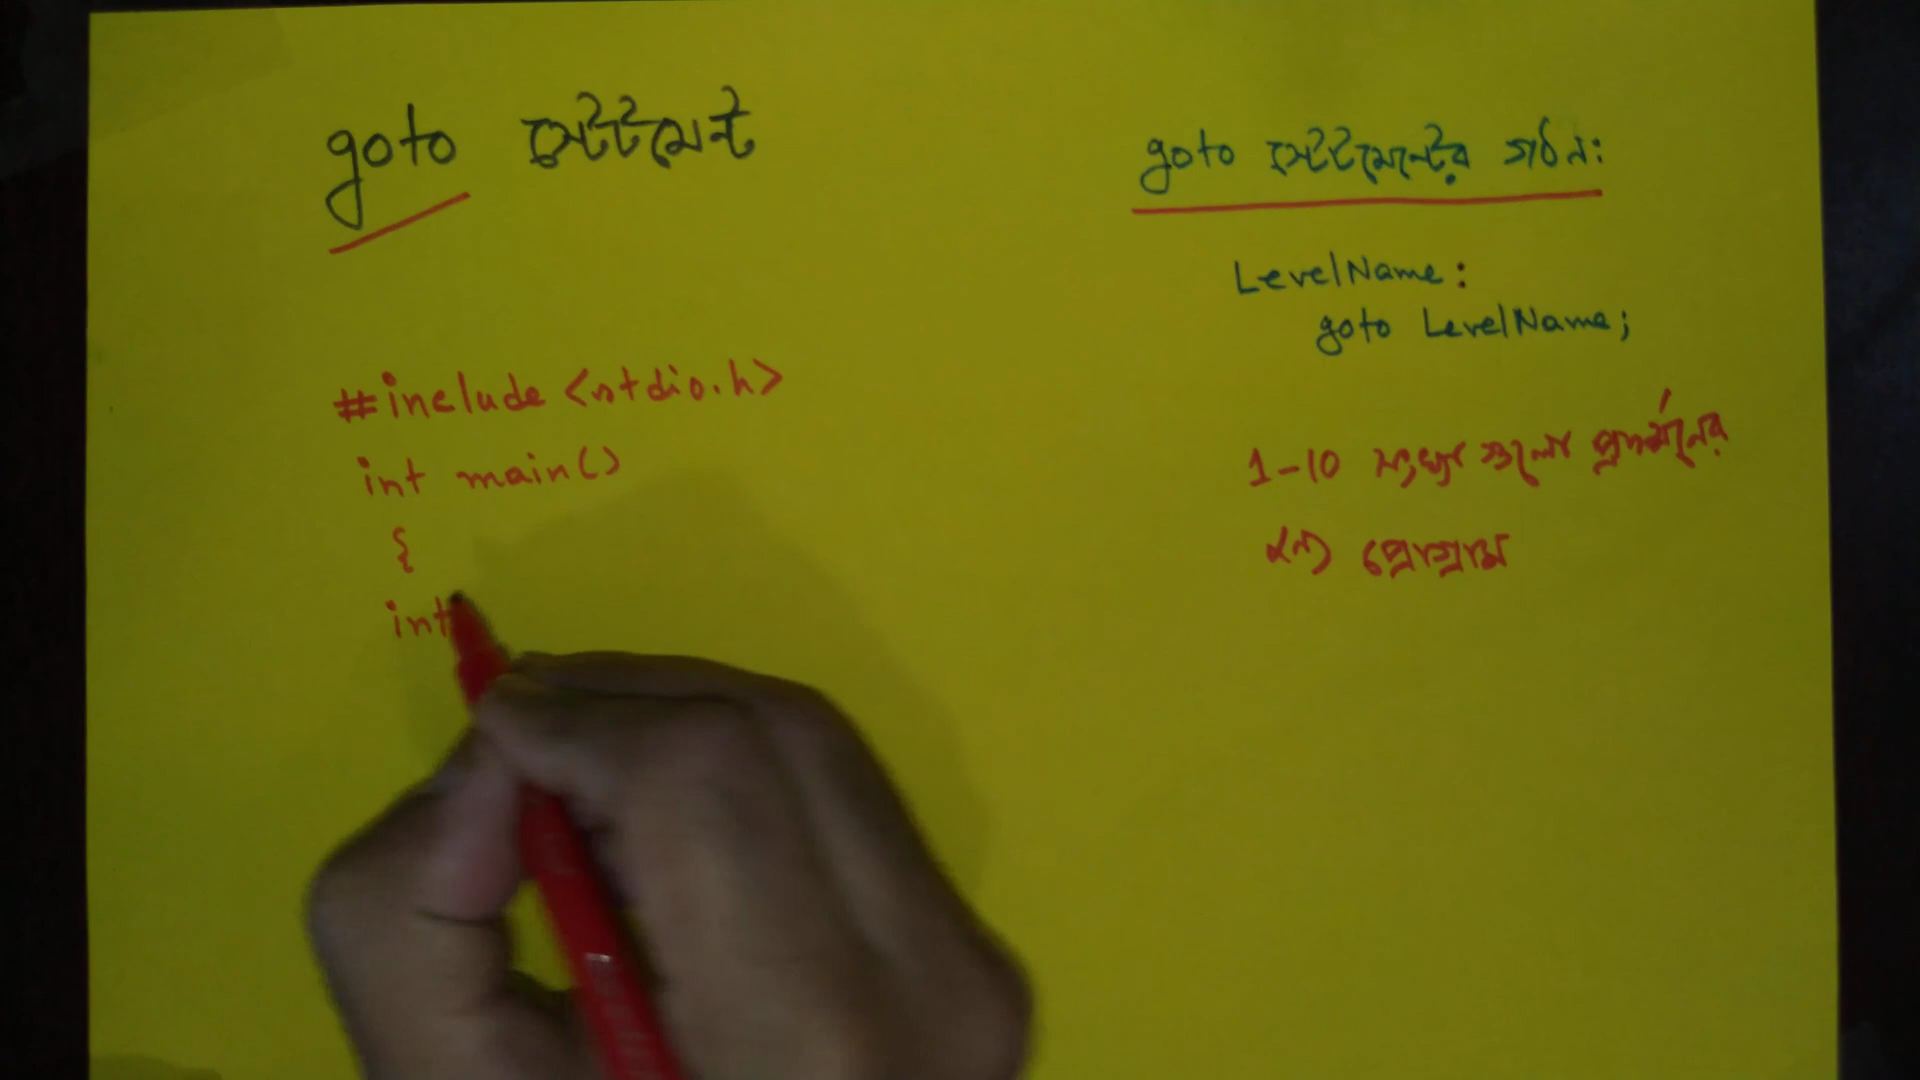 goto স্টেটমেন্ট
#include <stdio.h>
int main()
{
int
goto স্টেটমেন্টের গঠন:
LevelName:
goto LevelName;
1-10 সংখ্যা গুলো প্রদর্শনের
জন্য প্রোগ্রাম